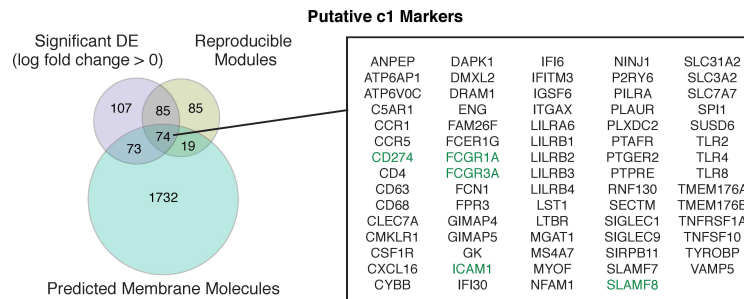 Putative c1 Markers
Significant DE
(log fold change > 0)
Reproducible
Modules
107
85
85
74
73
19
1732
Predicted Membrane Molecules
ANPEP DAPK1 IFI6 NINJ1 SLC31A2
ATP6AP1 DMXL2 IFITM3 P2RY6 SLC3A2
ATP6V0C DRAM1 IGSF6 PILRA SLC7A7
C5AR1 ENG ITGAX PLAUR SPI1
CCR1 FAM26F LILRA6 PLXDC2 SUSD6
CCR5 FCER1G LILRB1 PTAFR TLR2
CD274 FCGR1A LILRB2 PTGER2 TLR4
CD4 FCGR3A LILRB3 PTPRE TLR8
CD63 FCN1 LILRB4 RNF130 TMEM176A
CD68 FPR3 LST1 SECTM TMEM176B
CLEC7A GIMAP4 LTBR SIGLEC1 TNFRSF1A
CMKLR1 GIMAP5 MGAT1 SIGLEC9 TNFSF10
CSF1R GK MS4A7 SIRPB11 TYROBP
CXCL16 ICAM1 MYOF SLAMF7 VAMP5
CYBB IFI30 NFAM1 SLAMF8